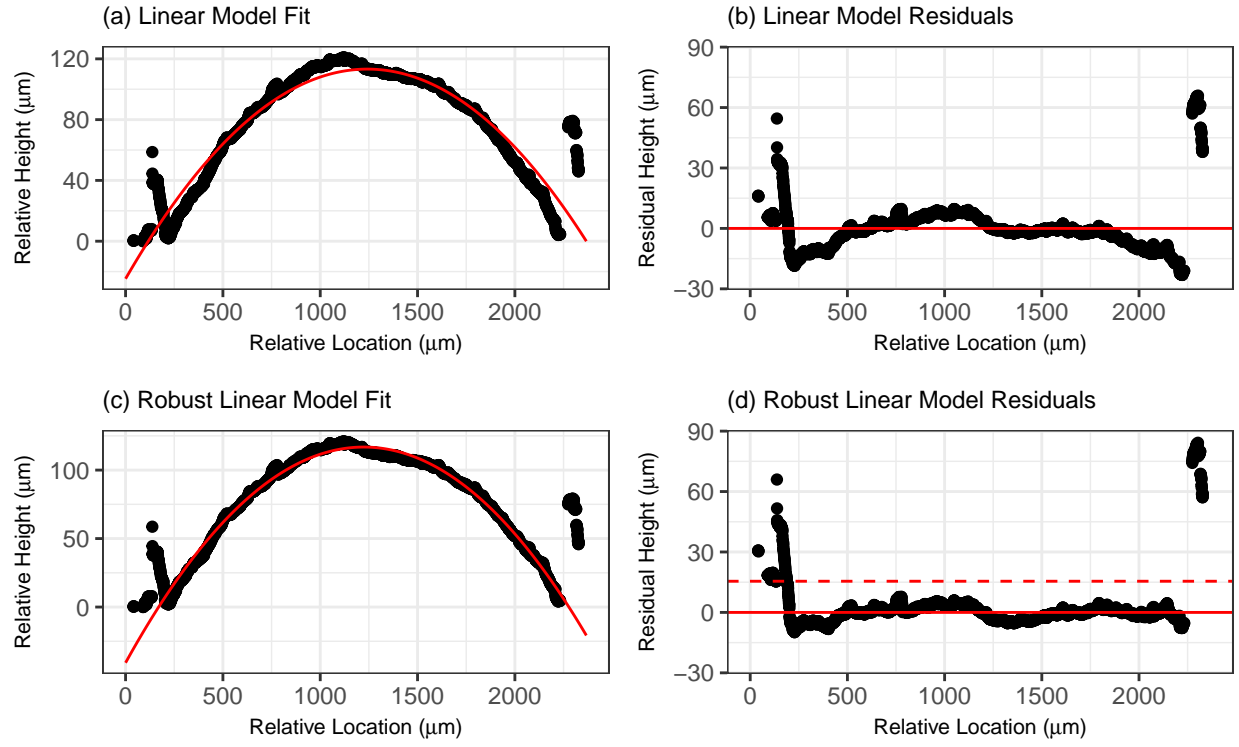 (a) Linear Model Fit
Relative Height (μm)
120
80
40
0
0 500 1000 1500 2000
Relative Location (μm)
(b) Linear Model Residuals
Residual Height (μm)
90
60
30
0
−30
0 500 1000 1500 2000
Relative Location (μm)
(c) Robust Linear Model Fit
Relative Height (μm)
100
50
0
0 500 1000 1500 2000
Relative Location (μm)
(d) Robust Linear Model Residuals
Residual Height (μm)
90
60
30
0
−30
0 500 1000 1500 2000
Relative Location (μm)